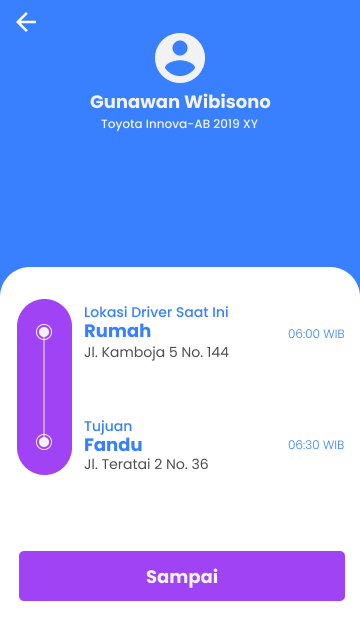 Gunawan Wibisono
Toyota Innova-AB 2019 XY
Lokasi Driver Saat Ini
Rumah
06:00 WIB
Jl. Kamboja 5 No. 144
Tujuan
Fandu
06:30 WIB
Jl. Teratai 2 No. 36
Sampai